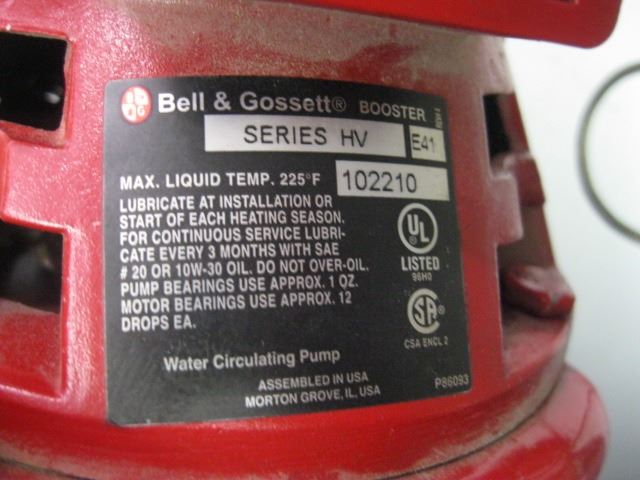 Bell & Gossett® BOOSTER
SERIES HV E41
MAX. LIQUID TEMP. 225°F 102210
LUBRICATE AT INSTALLATION OR
START OF EACH HEATING SEASON.
FOR CONTINUOUS SERVICE LUBRI-
CATE EVERY 3 MONTHS WITH SAE
# 20 OR 10W-30 OIL. DO NOT OVER-OIL.
PUMP BEARINGS USE APPROX. 1 OZ.
MOTOR BEARINGS USE APPROX. 12
DROPS EA.
UL
LISTED
96H0
CSA ENCL 2
Water Circulating Pump
ASSEMBLED IN USA
MORTON GROVE, IL, USA
P86093